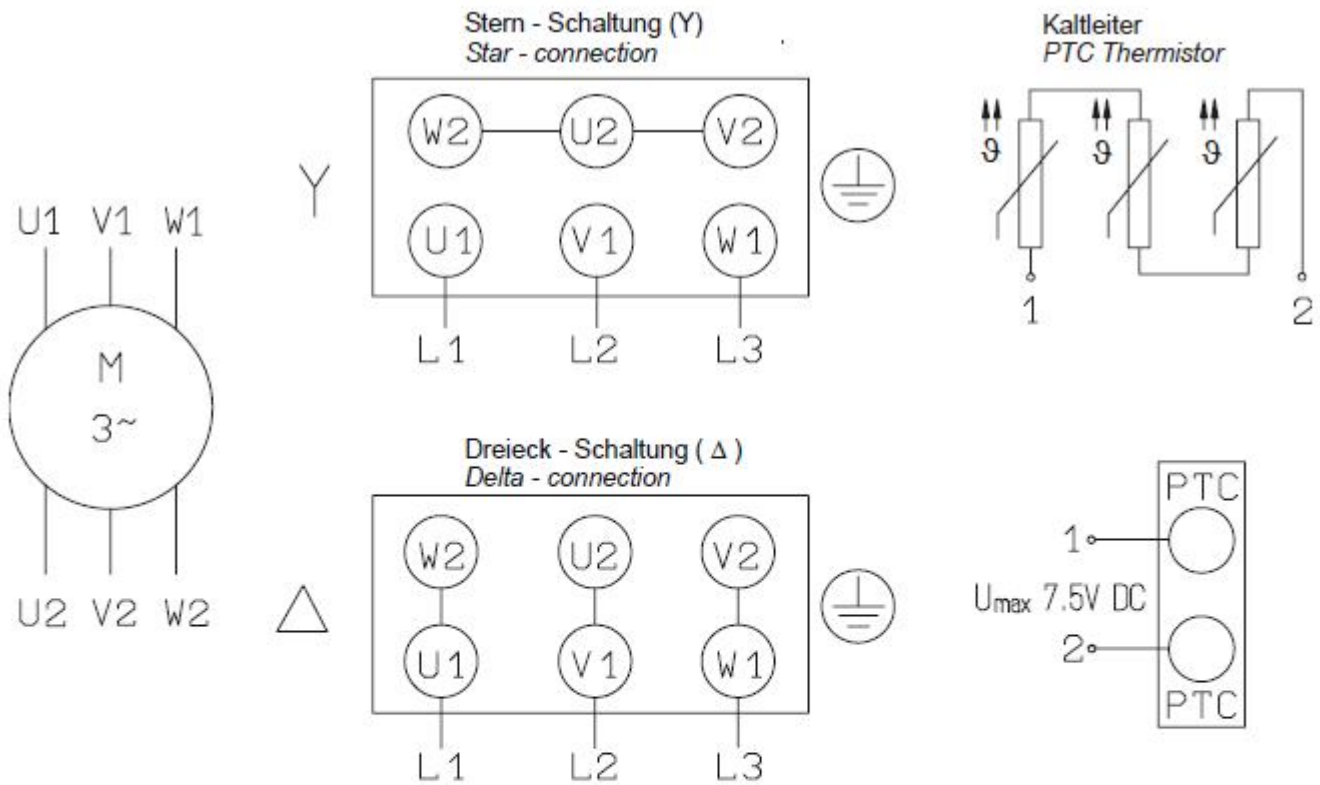 Stern - Schaltung (Y)
Star - connection
Kaltleiter
PTC Thermistor
W2 U2 V2
Y
U1 V1 W1
L1 L2 L3
ϑ ϑ ϑ
1 2
U1 V1 W1
M
3~
U2 V2 W2
Dreieck - Schaltung ( Δ )
Delta - connection
W2 U2 V2
U1 V1 W1
L1 L2 L3
PTC
1
Umax 7.5V DC
2
PTC